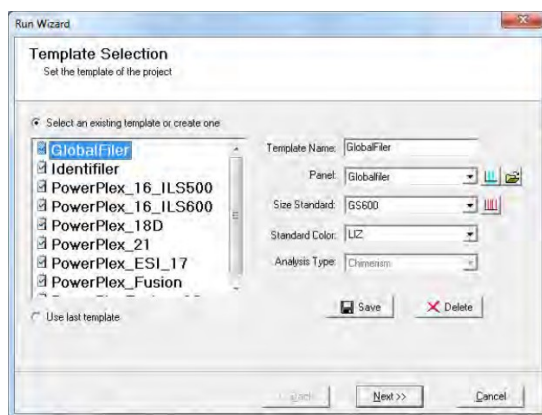 Run Wizard
Template Selection
Set the template of the project
Select an existing template or create one
GlobalFiler
Identifiler
PowerPlex_16_ILS500
PowerPlex_16_ILS600
PowerPlex_18D
PowerPlex_21
PowerPlex_ESI_17
PowerPlex_Fusion
Use last template
Template Name: GlobalFiler
Panel: Globalfiler
Size Standard: GS600
Standard Color: LIZ
Analysis Type: Chimerism
Save Delete
Next >> Cancel